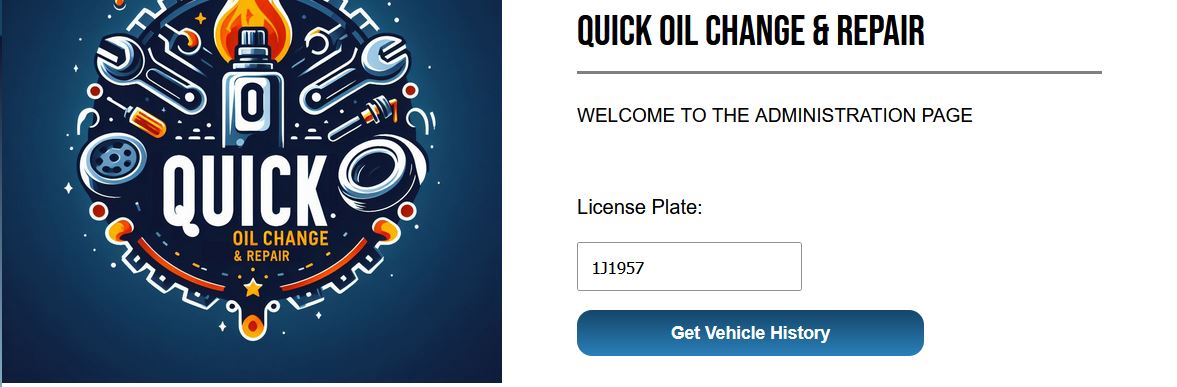 O
QUICK
OIL CHANGE
& REPAIR
QUICK OIL CHANGE & REPAIR
WELCOME TO THE ADMINISTRATION PAGE
License Plate:
1J1957
Get Vehicle History